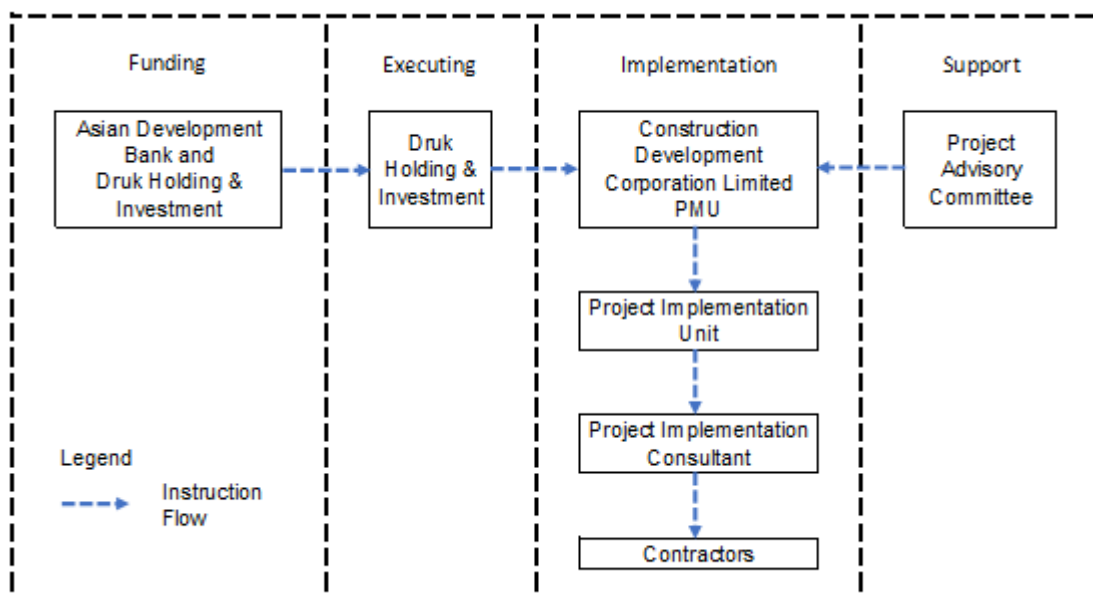 Funding
Executing
Implementation
Support
Asian Development
Bank and
Druk Holding &
Investment
Druk
Holding &
Investment
Construction
Development
Corporation Limited
PMU
Project
Advisory
Committee
Project Implementation
Unit
Project Implementation
Consultant
Contractors
Legend
Instruction
Flow